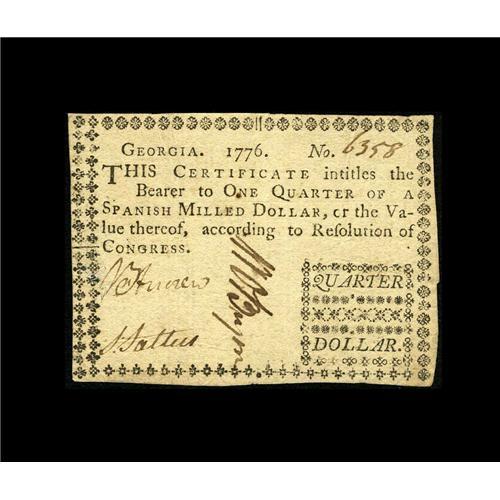 GEORGIA. 1776. No. 6358
THIS CERTIFICATE intitles the
Bearer to ONE QUARTER OF A
SPANISH MILLED DOLLAR, or the Va-
lue thereof, according to Resolution of
CONGRESS.
QUARTER
DOLLAR.